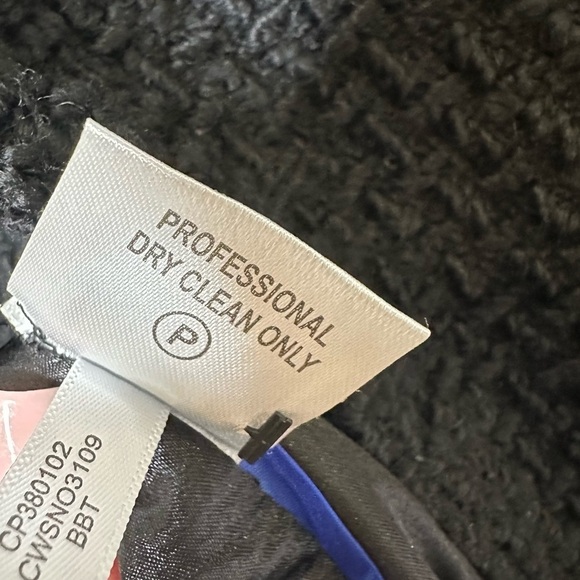 PROFESSIONAL
DRY CLEAN ONLY
P
CP380102
CWSNO3109
BBT